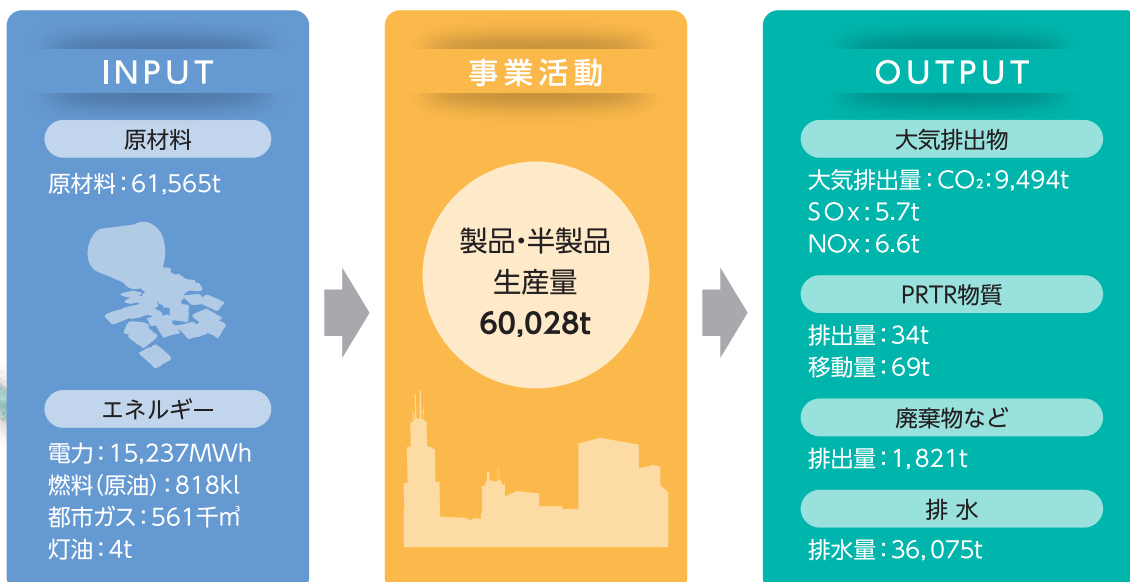 INPUT
原材料
原材料：61,565t
エネルギー
電力：15,237MWh
燃料（原油）：818kl
都市ガス：561千㎥
灯油：4t
事業活動
製品・半製品
生産量
60,028t
OUTPUT
大気排出物
大気排出量：CO₂：9,494t
SOx：5.7t
NOx：6.6t
PRTR物質
排出量：34t
移動量：69t
廃棄物など
排出量：1,821t
排 水
排水量：36,075t